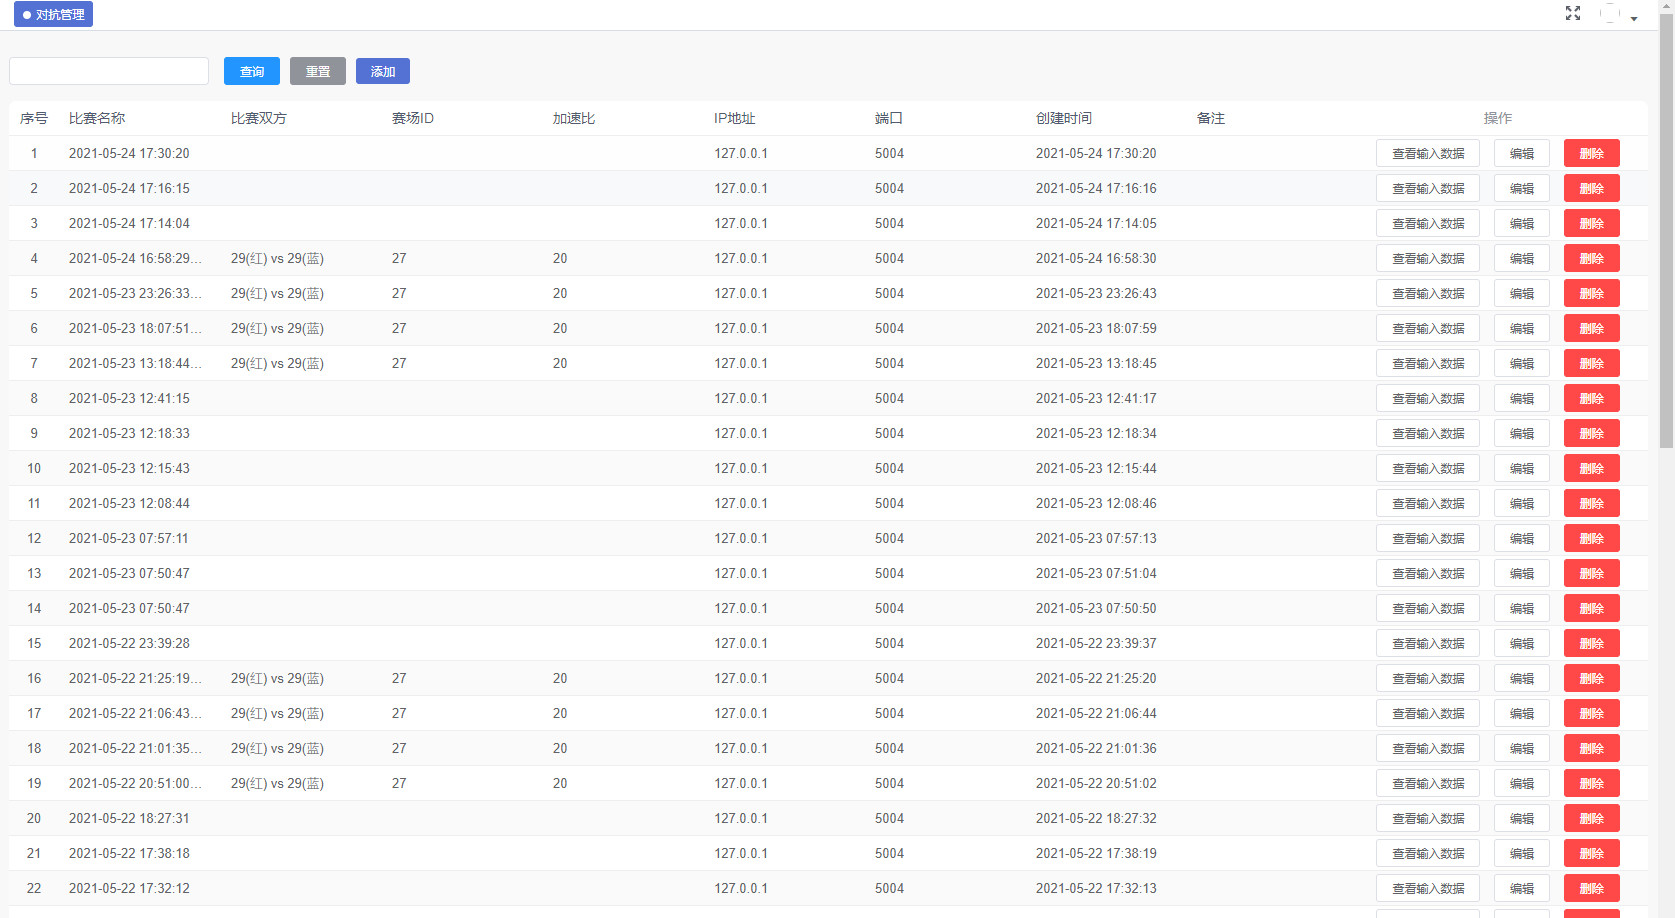 对抗管理
查询 重置 添加
序号 比赛名称 比赛双方 赛场ID 加速比 IP地址 端口 创建时间 备注 操作
1 2021-05-24 17:30:20 127.0.0.1 5004 2021-05-24 17:30:20 查看输入数据 编辑 删除
2 2021-05-24 17:16:15 127.0.0.1 5004 2021-05-24 17:16:16 查看输入数据 编辑 删除
3 2021-05-24 17:14:04 127.0.0.1 5004 2021-05-24 17:14:05 查看输入数据 编辑 删除
4 2021-05-24 16:58:29... 29(红) vs 29(蓝) 27 20 127.0.0.1 5004 2021-05-24 16:58:30 查看输入数据 编辑 删除
5 2021-05-23 23:26:33... 29(红) vs 29(蓝) 27 20 127.0.0.1 5004 2021-05-23 23:26:43 查看输入数据 编辑 删除
6 2021-05-23 18:07:51... 29(红) vs 29(蓝) 27 20 127.0.0.1 5004 2021-05-23 18:07:59 查看输入数据 编辑 删除
7 2021-05-23 13:18:44... 29(红) vs 29(蓝) 27 20 127.0.0.1 5004 2021-05-23 13:18:45 查看输入数据 编辑 删除
8 2021-05-23 12:41:15 127.0.0.1 5004 2021-05-23 12:41:17 查看输入数据 编辑 删除
9 2021-05-23 12:18:33 127.0.0.1 5004 2021-05-23 12:18:34 查看输入数据 编辑 删除
10 2021-05-23 12:15:43 127.0.0.1 5004 2021-05-23 12:15:44 查看输入数据 编辑 删除
11 2021-05-23 12:08:44 127.0.0.1 5004 2021-05-23 12:08:46 查看输入数据 编辑 删除
12 2021-05-23 07:57:11 127.0.0.1 5004 2021-05-23 07:57:13 查看输入数据 编辑 删除
13 2021-05-23 07:50:47 127.0.0.1 5004 2021-05-23 07:51:04 查看输入数据 编辑 删除
14 2021-05-23 07:50:47 127.0.0.1 5004 2021-05-23 07:50:50 查看输入数据 编辑 删除
15 2021-05-22 23:39:28 127.0.0.1 5004 2021-05-22 23:39:37 查看输入数据 编辑 删除
16 2021-05-22 21:25:19... 29(红) vs 29(蓝) 27 20 127.0.0.1 5004 2021-05-22 21:25:20 查看输入数据 编辑 删除
17 2021-05-22 21:06:43... 29(红) vs 29(蓝) 27 20 127.0.0.1 5004 2021-05-22 21:06:44 查看输入数据 编辑 删除
18 2021-05-22 21:01:35... 29(红) vs 29(蓝) 27 20 127.0.0.1 5004 2021-05-22 21:01:36 查看输入数据 编辑 删除
19 2021-05-22 20:51:00... 29(红) vs 29(蓝) 27 20 127.0.0.1 5004 2021-05-22 20:51:02 查看输入数据 编辑 删除
20 2021-05-22 18:27:31 127.0.0.1 5004 2021-05-22 18:27:32 查看输入数据 编辑 删除
21 2021-05-22 17:38:18 127.0.0.1 5004 2021-05-22 17:38:19 查看输入数据 编辑 删除
22 2021-05-22 17:32:12 127.0.0.1 5004 2021-05-22 17:32:13 查看输入数据 编辑 删除